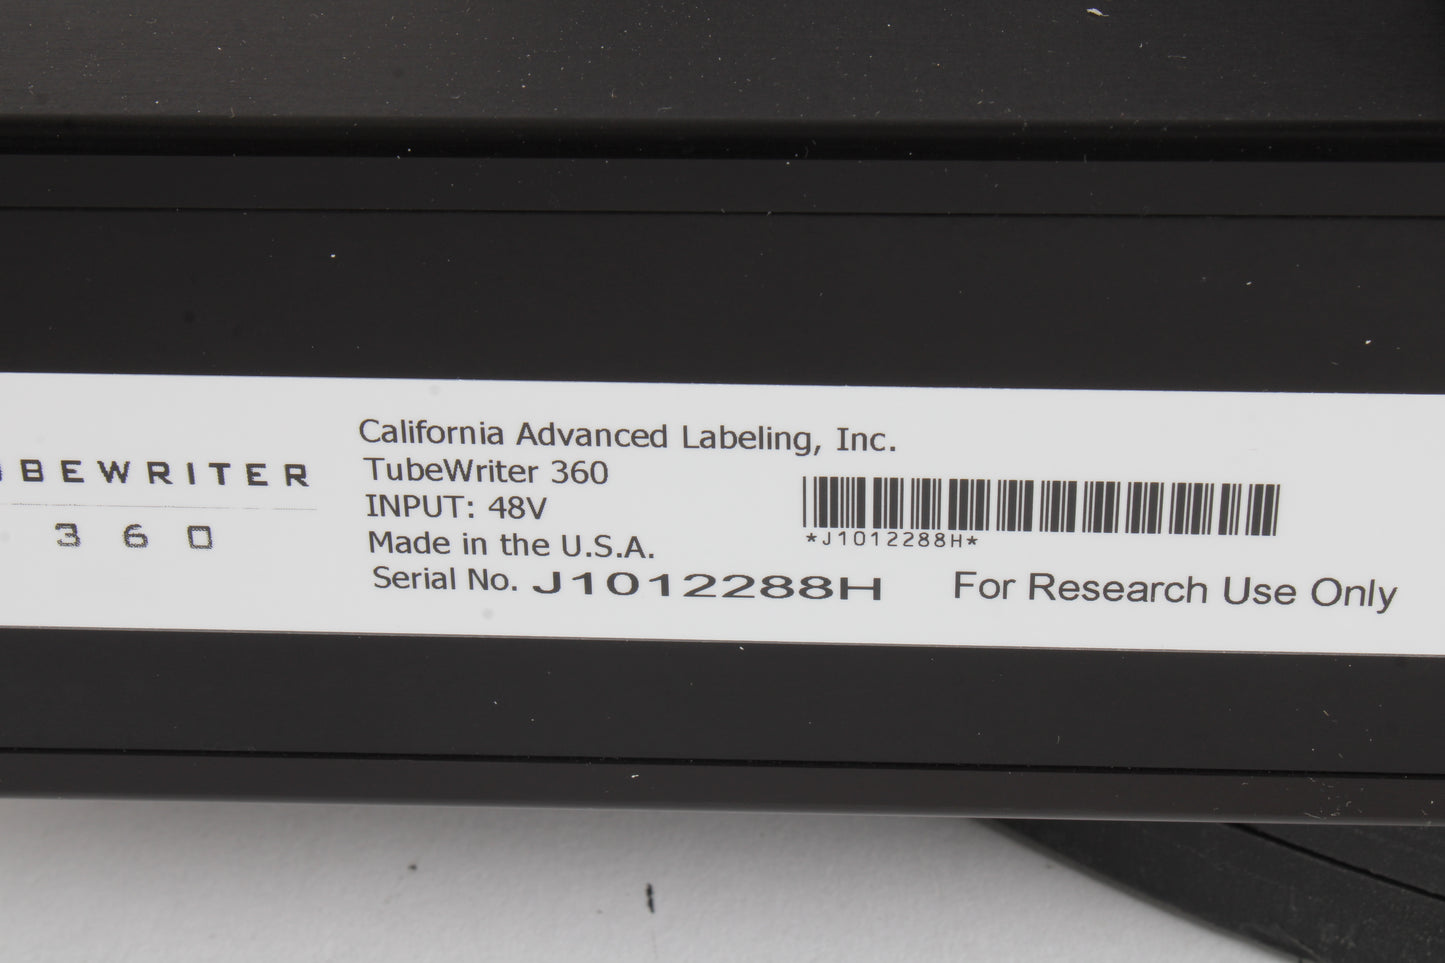 BEWRITER
360
California Advanced Labeling, Inc.
TubeWriter 360
INPUT: 48V
Made in the U.S.A.
Serial No. J1012288H
*J1012288H*
For Research Use Only